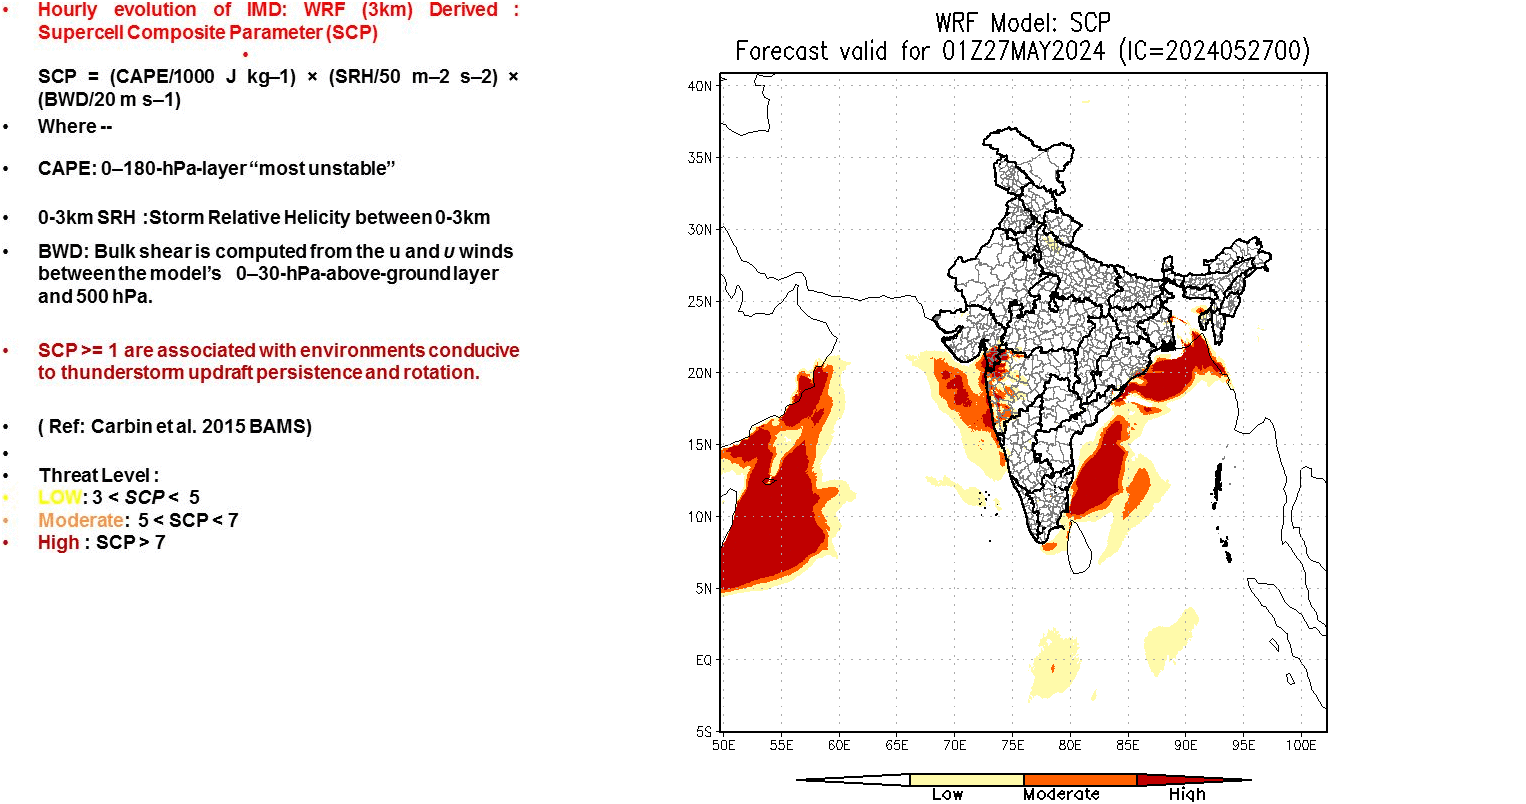 • Hourly evolution of IMD: WRF (3km) Derived :
Supercell Composite Parameter (SCP)
•
SCP = (CAPE/1000 J kg–1) × (SRH/50 m–2 s–2) ×
(BWD/20 m s–1)
• Where --
• CAPE: 0–180-hPa-layer “most unstable”
• 0-3km SRH :Storm Relative Helicity between 0-3km
• BWD: Bulk shear is computed from the u and υ winds
between the model’s 0–30-hPa-above-ground layer
and 500 hPa.
• SCP >= 1 are associated with environments conducive
to thunderstorm updraft persistence and rotation.
• ( Ref: Carbin et al. 2015 BAMS)
•
• Threat Level :
• LOW: 3 < SCP < 5
• Moderate: 5 < SCP < 7
• High : SCP > 7
WRF Model: SCP
Forecast valid for 01Z27MAY2024 (IC=2024052700)
40N
35N
30N
25N
20N
15N
10N
5N
EQ
5S
50E 55E 60E 65E 70E 75E 80E 85E 90E 95E 100E
Low Moderate High